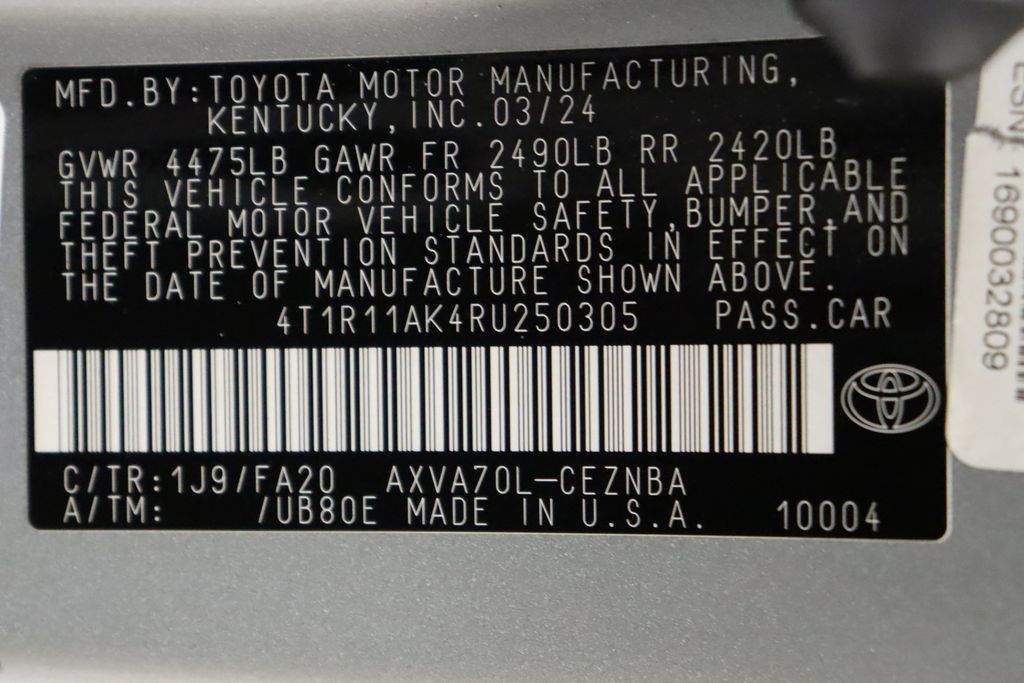 MFD.BY:TOYOTA MOTOR MANUFACTURING,
KENTUCKY,INC.03/24
GVWR 4475LB GAWR FR 2490LB RR 2420LB
THIS VEHICLE CONFORMS TO ALL APPLICABLE
FEDERAL MOTOR VEHICLE SAFETY,BUMPER,AND
THEFT PREVENTION STANDARDS IN EFFECT ON
THE DATE OF MANUFACTURE SHOWN ABOVE.
4T1R11AK4RU250305 PASS.CAR
C/TR:1J9/FA20 AXVA70L-CEZNBA
A/TM: /UB80E MADE IN U.S.A. 10004
1690032809